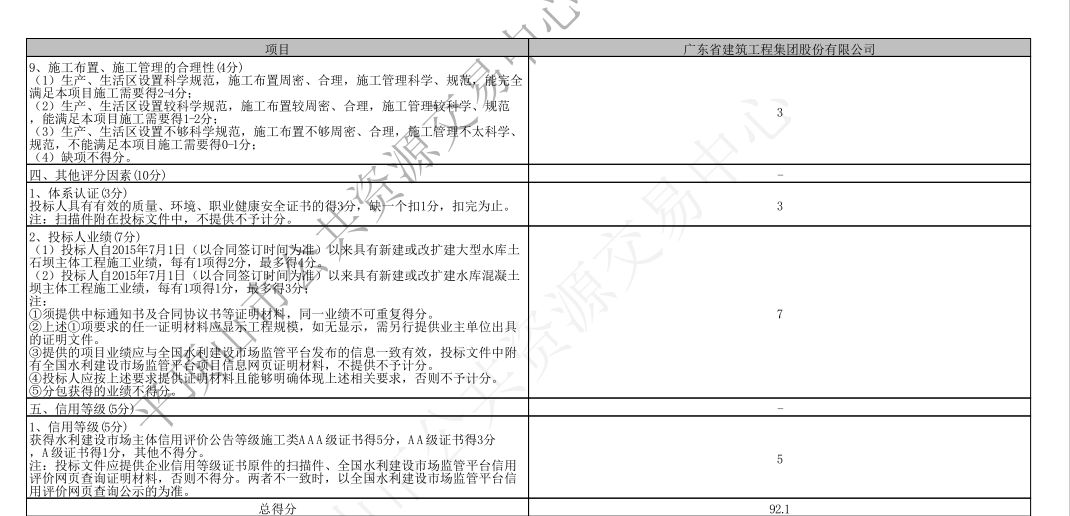 项目
广东省建筑工程集团股份有限公司
9、施工布置、施工管理的合理性(4分)
（1）生产、生活区设置科学规范，施工布置周密、合理，施工管理科学、规范，能完全
满足本项目施工需要得2-4分；
（2）生产、生活区设置较科学规范，施工布置较周密、合理，施工管理较科学、规范
，能满足本项目施工需要得1-2分；
（3）生产、生活区设置不够科学规范，施工布置不够周密、合理，施工管理不太科学、
规范，不能满足本项目施工需要得0-1分；
（4）缺项不得分。
3
四、其他评分因素(10分)
-
1、体系认证(3分)
投标人具有有效的质量、环境、职业健康安全证书的得3分，缺一个扣1分，扣完为止。
注：扫描件附在投标文件中，不提供不予计分。
3
2、投标人业绩(7分)
（1）投标人自2015年7月1日（以合同签订时间为准）以来具有新建或改扩建大型水库土
石坝主体工程施工业绩，每有1项得2分，最多得4分。
（2）投标人自2015年7月1日（以合同签订时间为准）以来具有新建或改扩建水库混凝土
坝主体工程施工业绩，每有1项得1分，最多得3分；
注：
①须提供中标通知书及合同协议书等证明材料，同一业绩不可重复得分。
②上述①项要求的任一证明材料应显示工程规模，如无显示，需另行提供业主单位出具
的证明文件。
③提供的项目业绩应与全国水利建设市场监管平台发布的信息一致有效，投标文件中附
有全国水利建设市场监管平台项目信息网页证明材料，不提供不予计分。
④投标人应按上述要求提供证明材料且能够明确体现上述相关要求，否则不予计分。
⑤分包获得的业绩不得分。
7
五、信用等级(5分)
-
1、信用等级(5分)
获得水利建设市场主体信用评价公告等级施工类AAA级证书得5分，AA级证书得3分
，A级证书得1分，其他不得分。
注：投标文件应提供企业信用等级证书原件的扫描件、全国水利建设市场监管平台信用
评价网页查询证明材料，否则不得分。两者不一致时，以全国水利建设市场监管平台信
用评价网页查询公示的为准。
5
总得分
92.1
平顶山市公共资源交易中心
山市公共资源交易中心